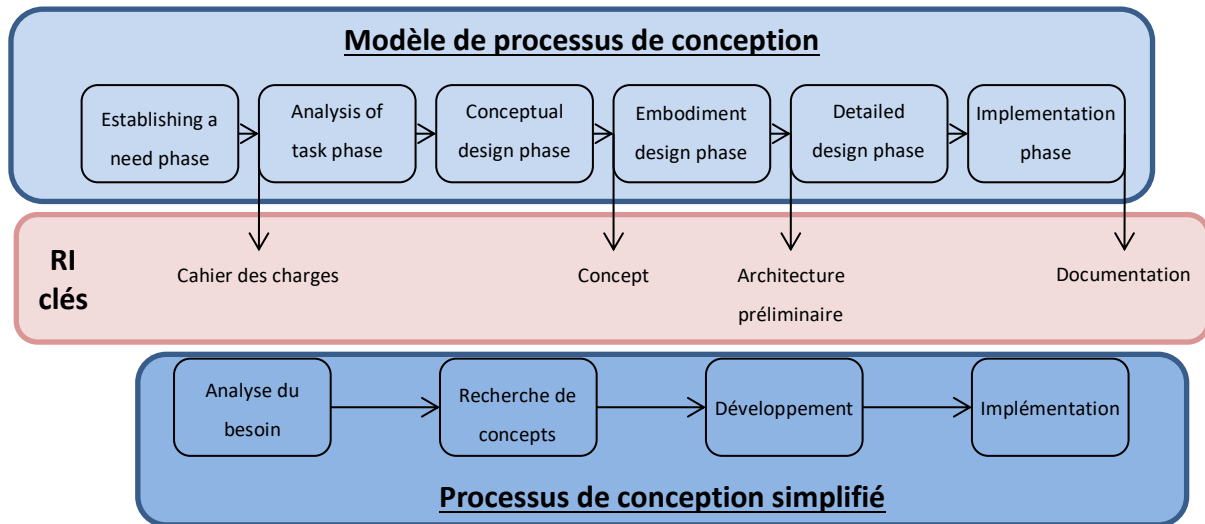 Modèle de processus de conception
Establishing a
need phase
Analysis of
task phase
Conceptual
design phase
Embodiment
design phase
Detailed
design phase
Implementation
phase
RI
clés
Cahier des charges
Concept
Architecture
préliminaire
Documentation
Analyse du
besoin
Recherche de
concepts
Développement
Implémentation
Processus de conception simplifié